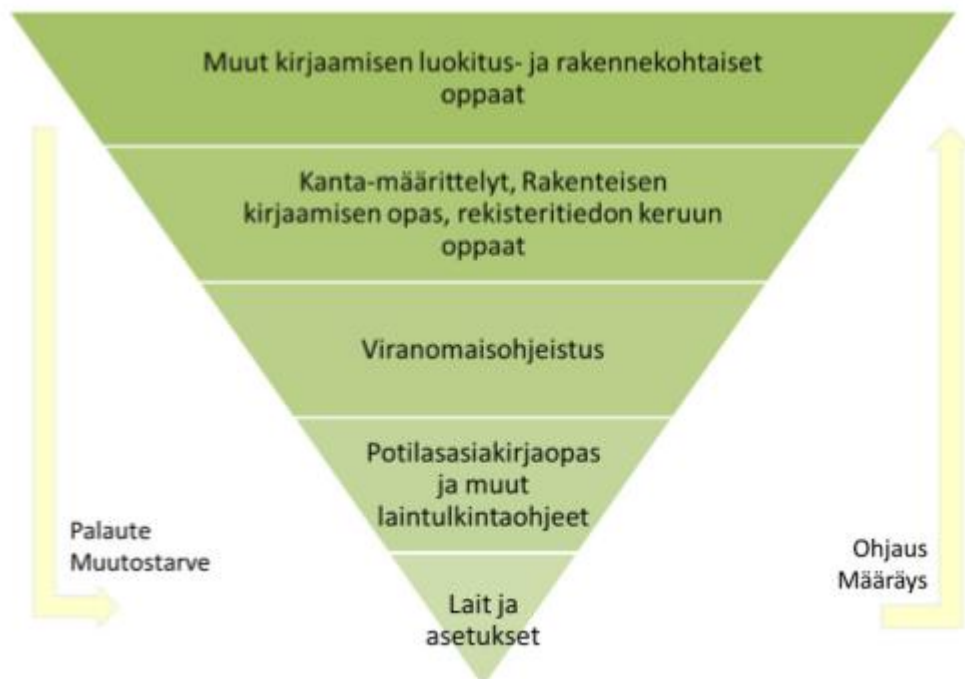 Muut kirjaamisen luokitus- ja rakennekohtaiset
oppaat
Kanta-määrittelyt, Rakenteisen
kirjaamisen opas, rekisteritiedon keruun
oppaat
Viranomaisohjeistus
Potilasasiakirjaopas
ja muut
laintulkintaohjeet
Palaute
Muutostarve
Ohjaus
Määräys
Lait ja
asetukset